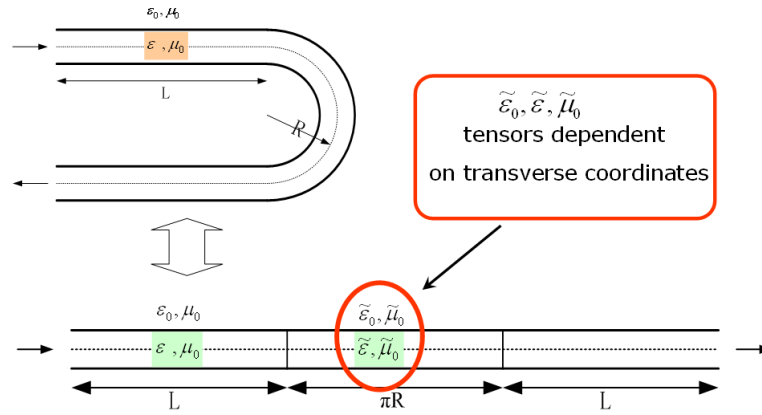 ε₀, μ₀
ε , μ₀
L
R
ε̃₀, ε̃, μ̃₀
tensors dependent
on transverse coordinates
ε₀, μ₀
ε̃₀, μ̃₀
ε , μ₀
ε̃, μ̃₀
L
πR
L